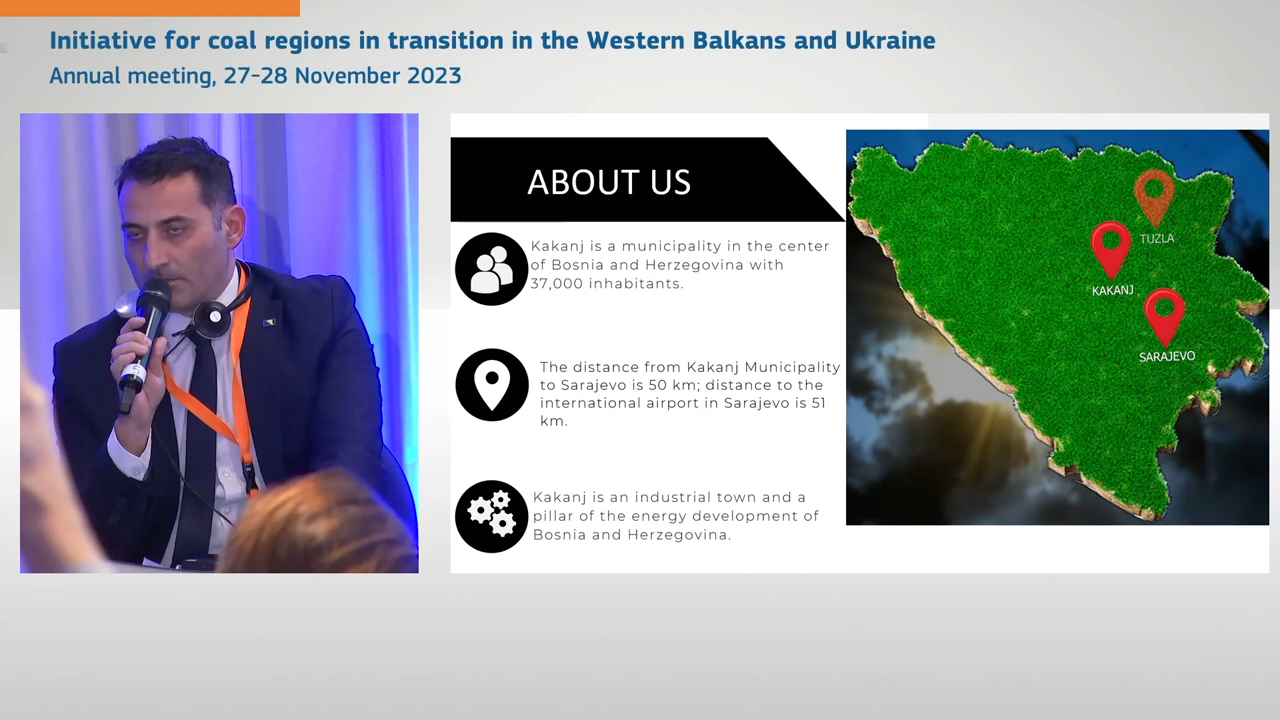 Initiative for coal regions in transition in the Western Balkans and Ukraine
Annual meeting, 27-28 November 2023
ABOUT US
Kakanj is a municipality in the center
of Bosnia and Herzegovina with
37,000 inhabitants.
The distance from Kakanj Municipality
to Sarajevo is 50 km; distance to the
international airport in Sarajevo is 51
km.
Kakanj is an industrial town and a
pillar of the energy development of
Bosnia and Herzegovina.
TUZLA
KAKANJ
SARAJEVO